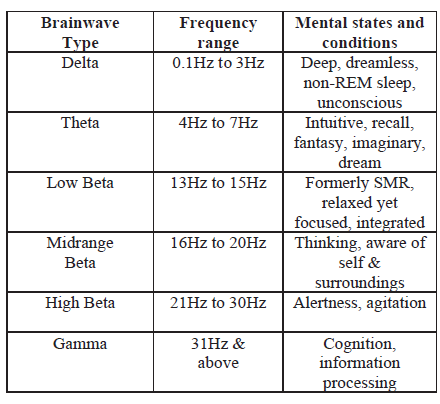 Brainwave Type Frequency range Mental states and conditions
Delta 0.1Hz to 3Hz Deep, dreamless,
non-REM sleep,
unconscious
Theta 4Hz to 7Hz Intuitive, recall,
fantasy, imaginary,
dream
Low Beta 13Hz to 15Hz Formerly SMR,
relaxed yet
focused, integrated
Midrange 16Hz to 20Hz Thinking, aware of
Beta self &
surroundings
High Beta 21Hz to 30Hz Alertness, agitation
Gamma 31Hz & Cognition,
above information
processing